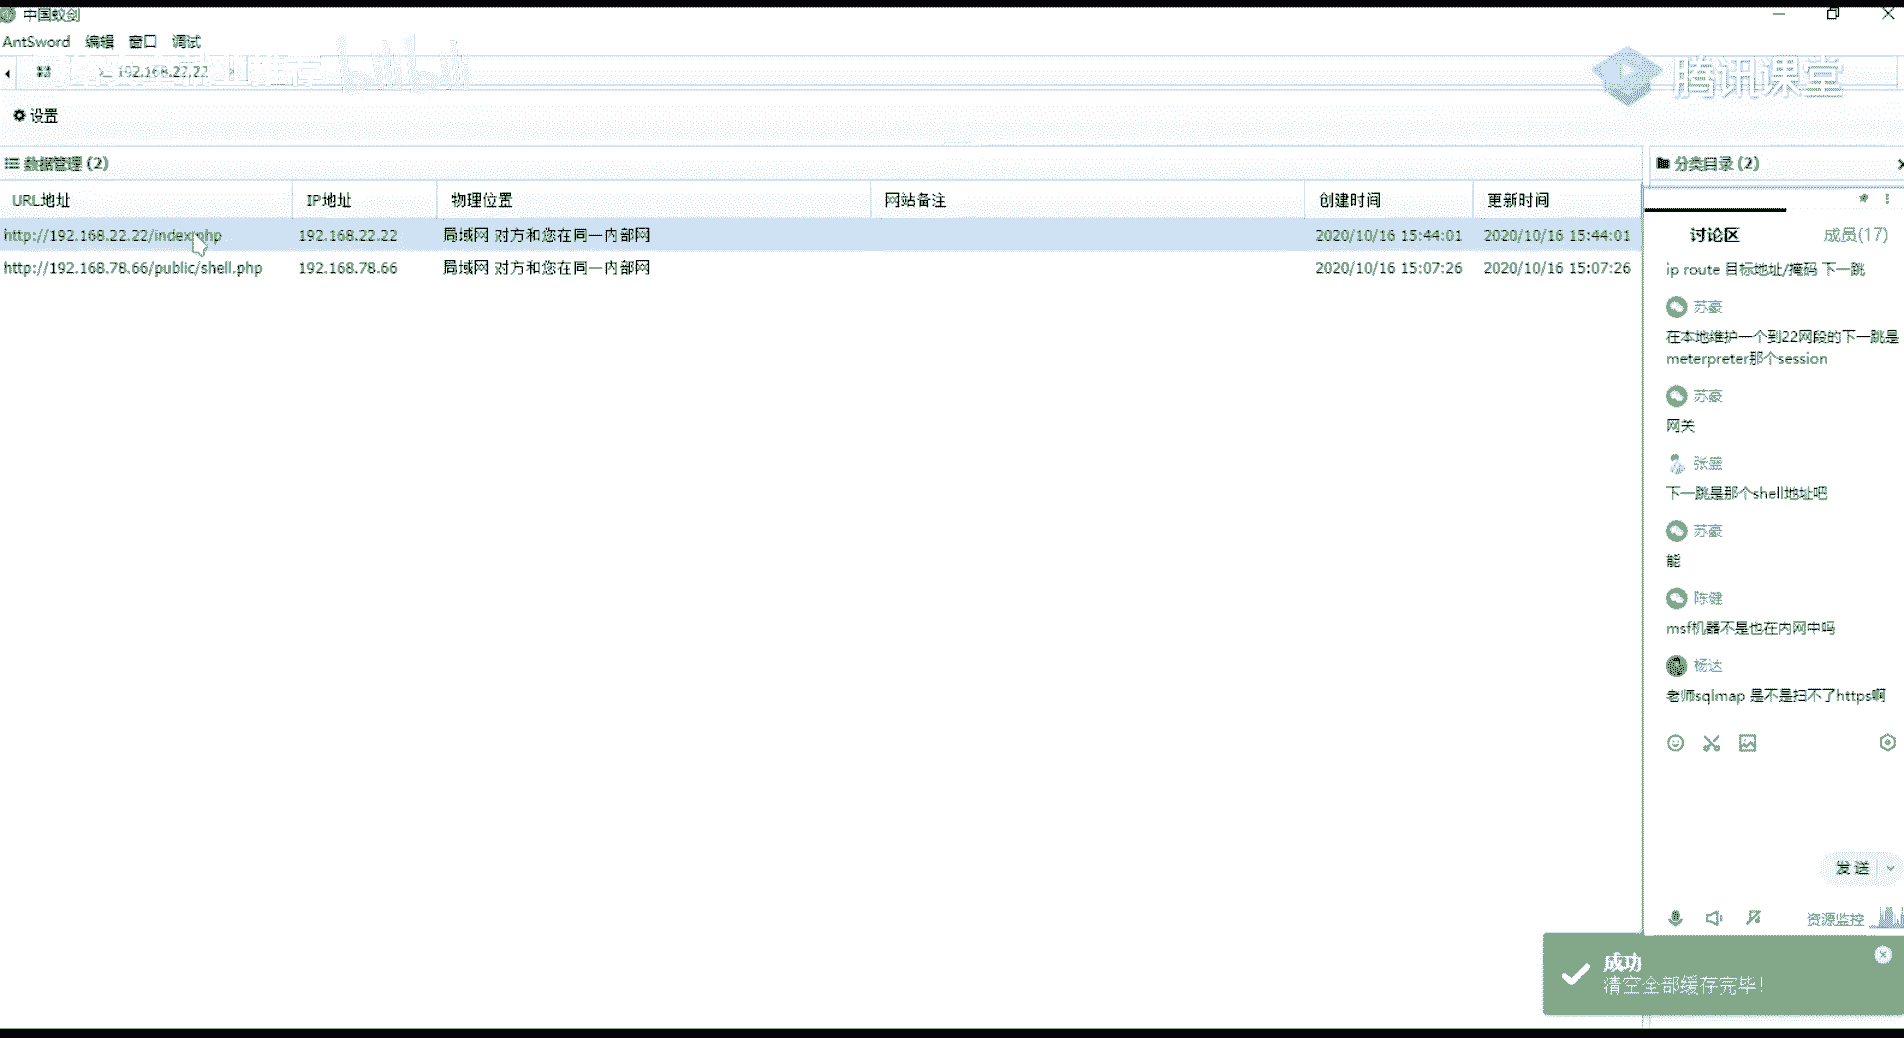 中国蚁剑
AntSword 编辑 窗口 调试
192.168.22.22
腾讯课堂
设置
数据管理 (2)
URL地址 IP地址 物理位置 网站备注 创建时间 更新时间
http://192.168.22.22/index.php 192.168.22.22 局域网 对方和您在同一内部网 2020/10/16 15:44:01 2020/10/16 15:44:01
http://192.168.78.66/public/shell.php 192.168.78.66 局域网 对方和您在同一内部网 2020/10/16 15:07:26 2020/10/16 15:07:26
分类目录 (2)
讨论区 成员(17)
ip route 目标地址/掩码 下一跳
苏豪
在本地维护一个到22网段的下一跳是
meterpreter那个session
苏豪
网关
张盛
下一跳是那个shell地址吧
苏豪
能
陈健
msf机器不是也在内网中吗
杨达
老师sqlmap 是不是扫不了https啊
发送
资源监控
成功
清空全部缓存完毕!